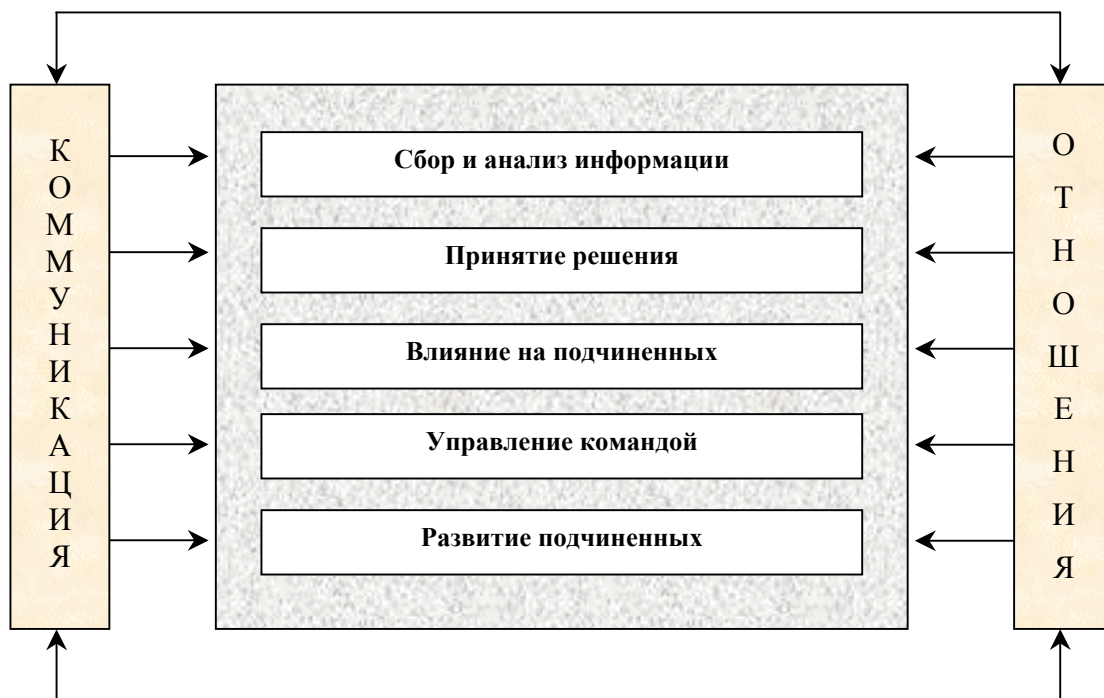 КОММУНИКАЦИЯ
Сбор и анализ информации
Принятие решения
Влияние на подчиненных
Управление командой
Развитие подчиненных
ОТНОШЕНИЯ